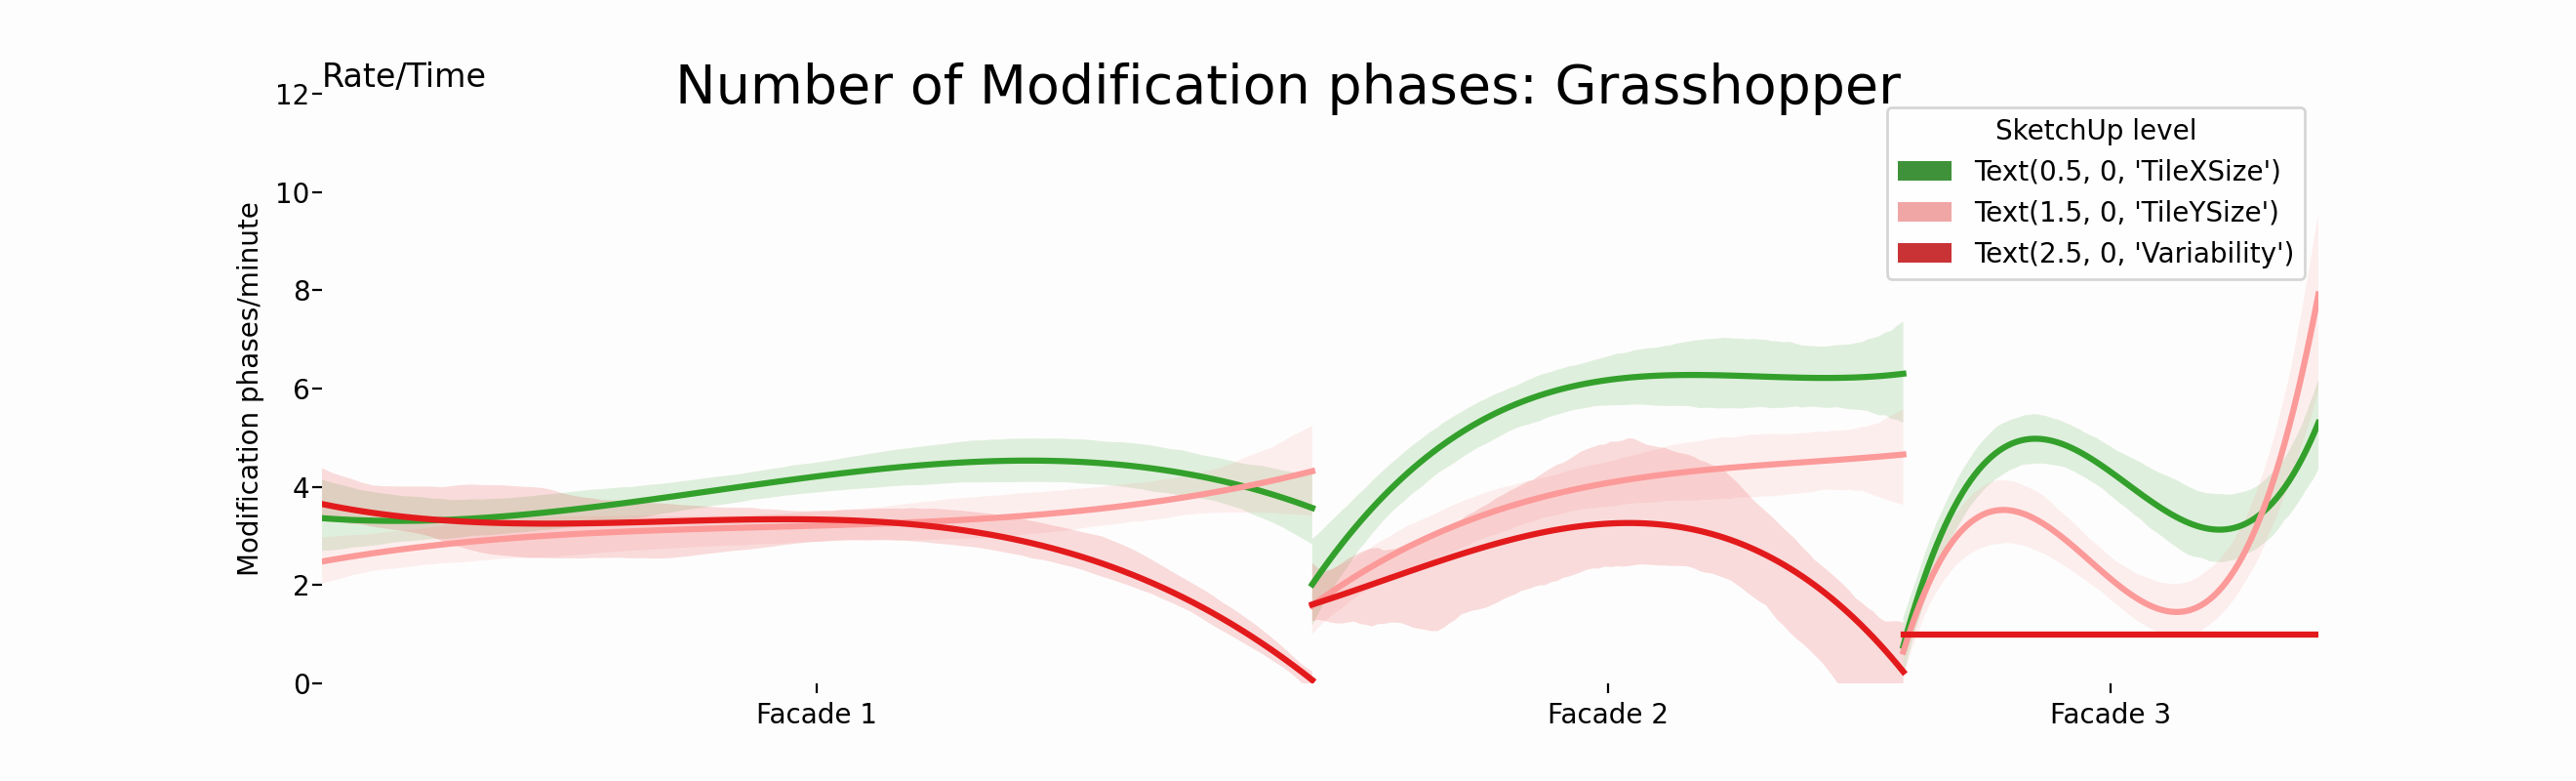 Rate/Time
Number of Modification phases: Grasshopper
12
10
8
6
4
2
0
Modification phases/minute
SketchUp level
Text(0.5, 0, 'TileXSize')
Text(1.5, 0, 'TileYSize')
Text(2.5, 0, 'Variability')
Facade 1
Facade 2
Facade 3